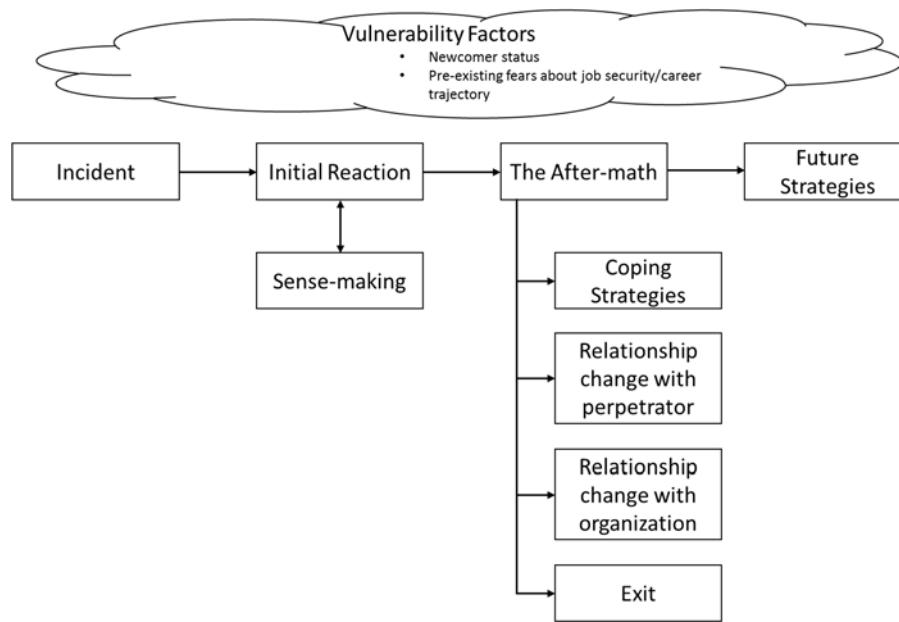 Vulnerability Factors
• Newcomer status
• Pre-existing fears about job security/career
trajectory
Incident
Initial Reaction
The After-math
Future
Strategies
Sense-making
Coping
Strategies
Relationship
change with
perpetrator
Relationship
change with
organization
Exit